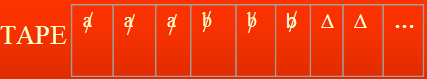 TAPE a̸ a̸ a̸ b̸ b̸ b̸ Δ Δ ...